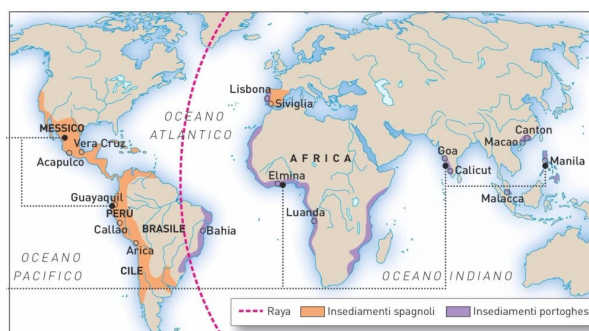 Lisbona
Siviglia
OCEANO
ATLANTICO
MESSICO
Vera Cruz
Acapulco
AFRICA
Canton
Macao
Goa
Calicut
Manila
Elmina
Guayaquil
PERÙ
Malacca
Luanda
Callão
BRASILE
Bahia
Arica
OCEANO
PACIFICO
CILE
OCEANO INDIANO
Raya
Insediamenti spagnoli
Insediamenti portoghes